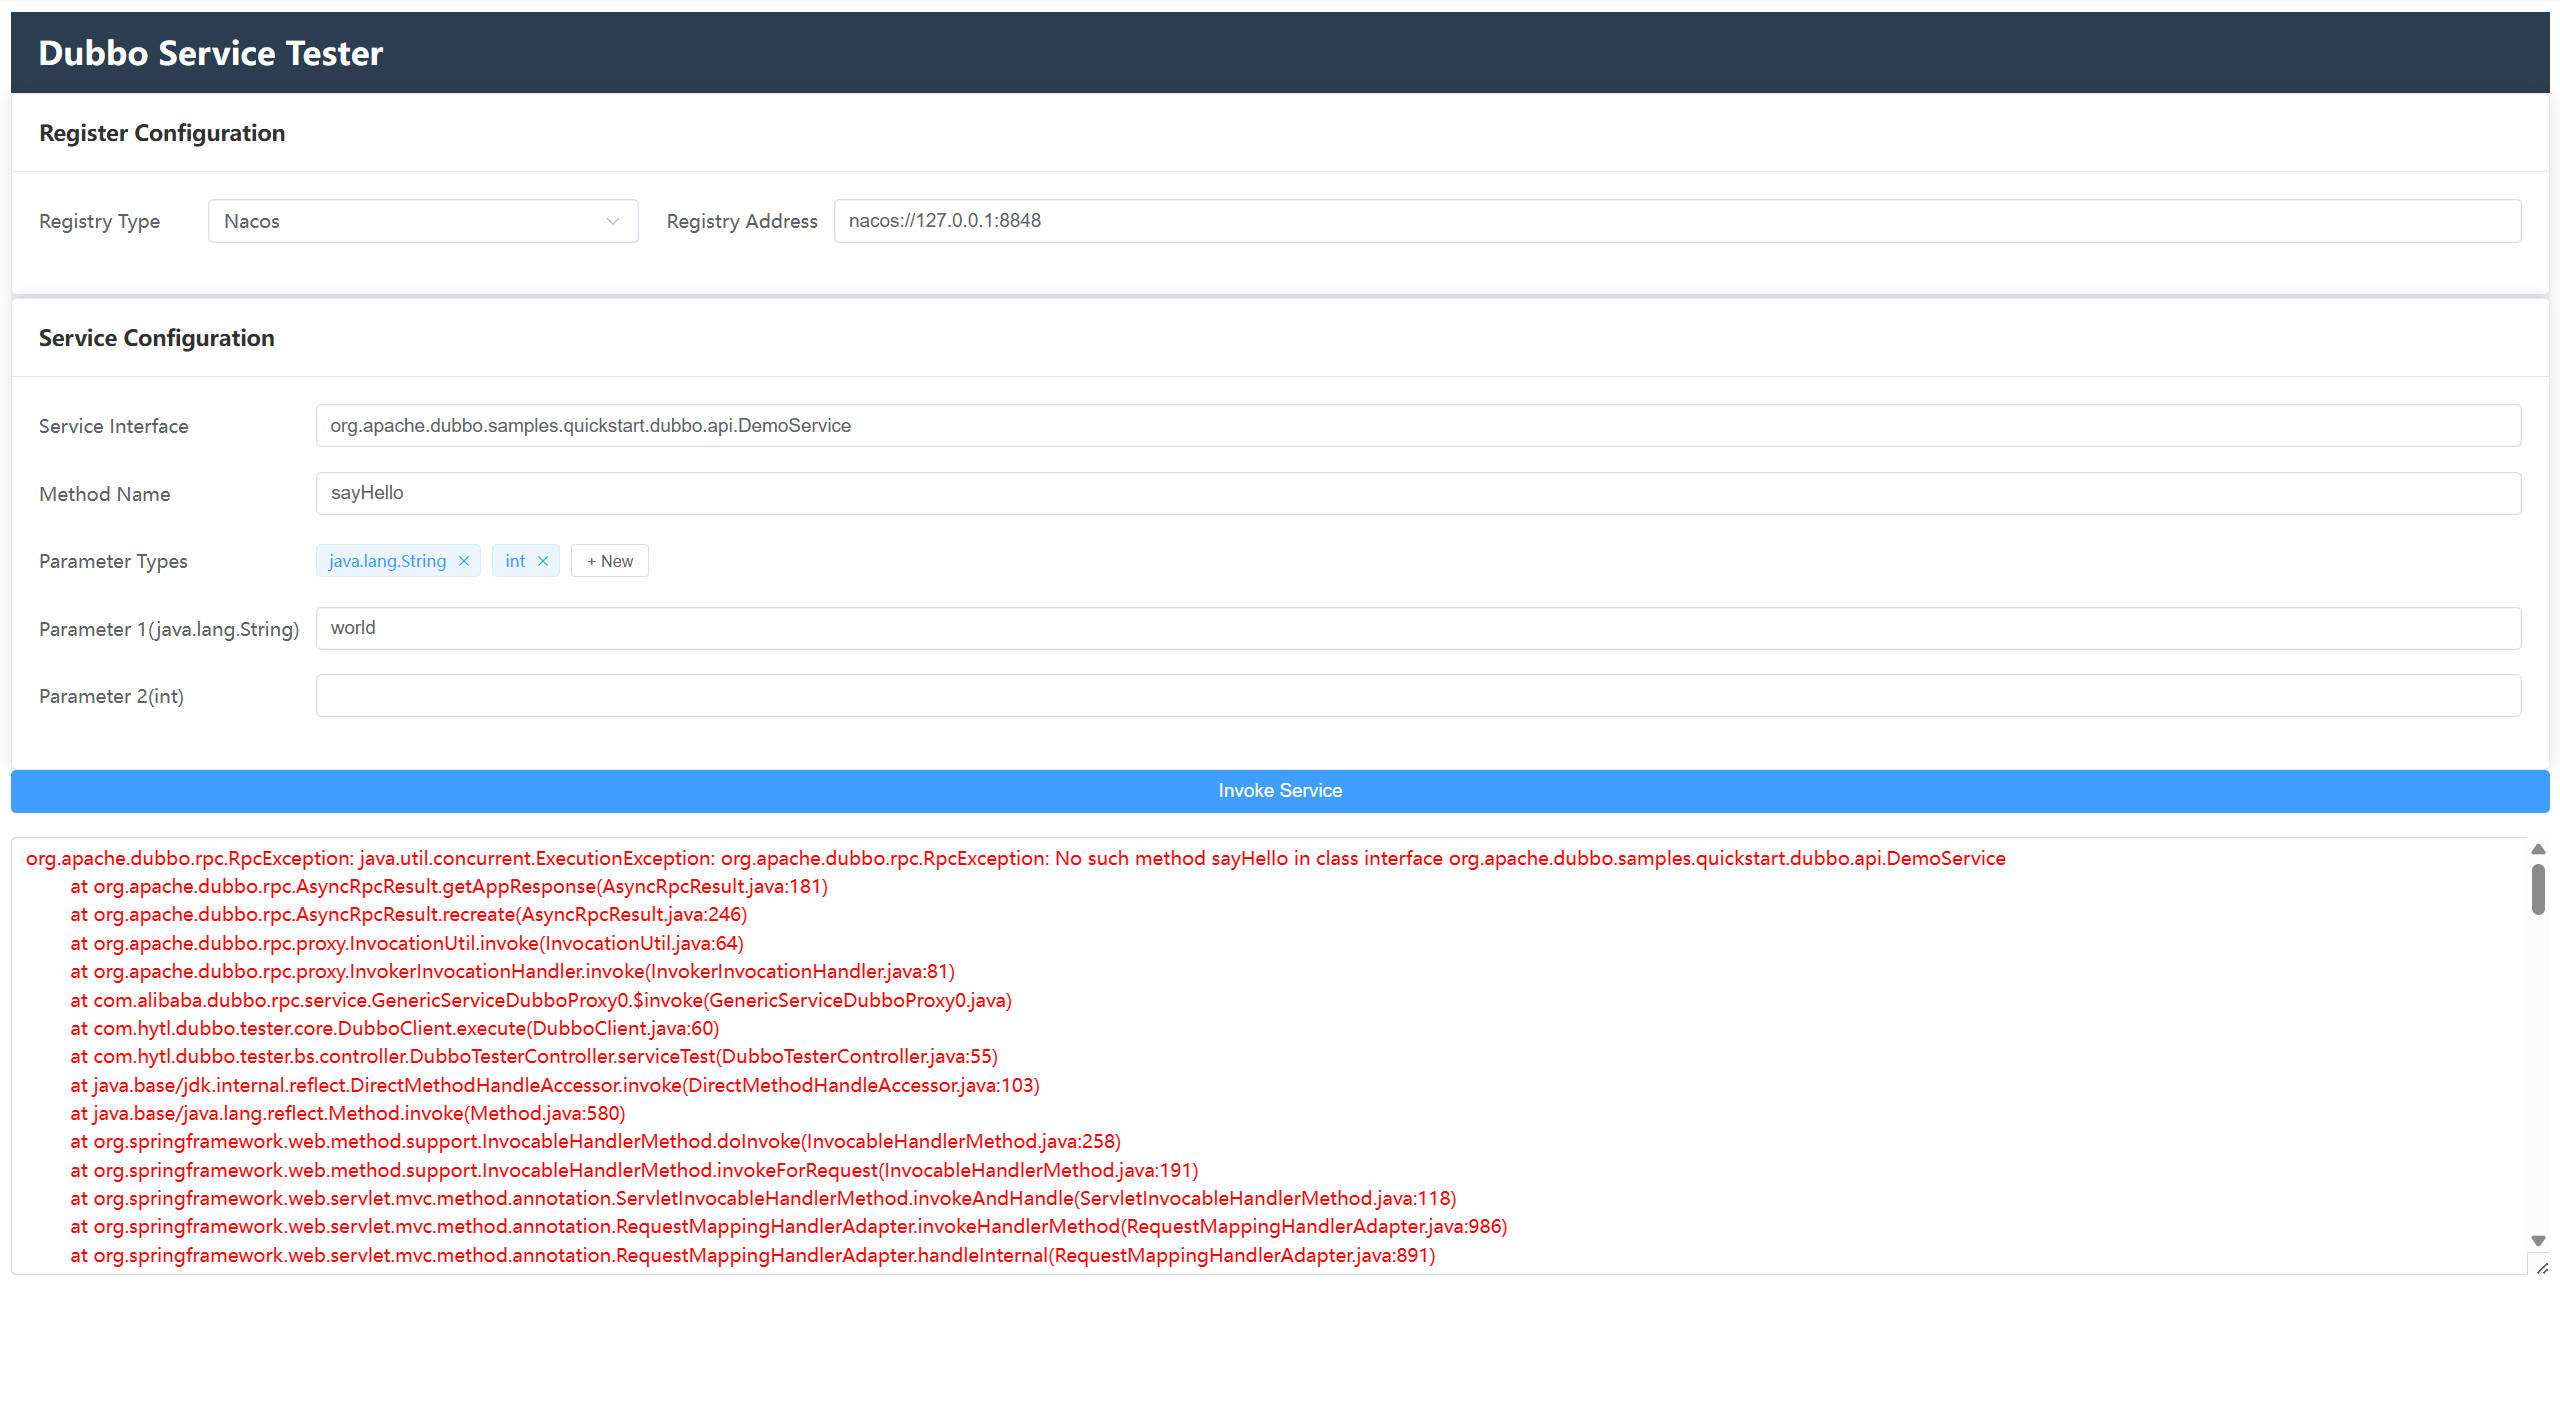 Dubbo Service Tester
Register Configuration
Registry Type Nacos Registry Address nacos://127.0.0.1:8848
Service Configuration
Service Interface org.apache.dubbo.samples.quickstart.dubbo.api.DemoService
Method Name sayHello
Parameter Types java.lang.String × int × + New
Parameter 1(java.lang.String) world
Parameter 2(int)
Invoke Service
org.apache.dubbo.rpc.RpcException: java.util.concurrent.ExecutionException: org.apache.dubbo.rpc.RpcException: No such method sayHello in class interface org.apache.dubbo.samples.quickstart.dubbo.api.DemoService
at org.apache.dubbo.rpc.AsyncRpcResult.getAppResponse(AsyncRpcResult.java:181)
at org.apache.dubbo.rpc.AsyncRpcResult.recreate(AsyncRpcResult.java:246)
at org.apache.dubbo.rpc.proxy.InvocationUtil.invoke(InvocationUtil.java:64)
at org.apache.dubbo.rpc.proxy.InvokerInvocationHandler.invoke(InvokerInvocationHandler.java:81)
at com.alibaba.dubbo.rpc.service.GenericServiceDubboProxy0.$invoke(GenericServiceDubboProxy0.java)
at com.hytl.dubbo.tester.core.DubboClient.execute(DubboClient.java:60)
at com.hytl.dubbo.tester.bs.controller.DubboTesterController.serviceTest(DubboTesterController.java:55)
at java.base/jdk.internal.reflect.DirectMethodHandleAccessor.invoke(DirectMethodHandleAccessor.java:103)
at java.base/java.lang.reflect.Method.invoke(Method.java:580)
at org.springframework.web.method.support.InvocableHandlerMethod.doInvoke(InvocableHandlerMethod.java:258)
at org.springframework.web.method.support.InvocableHandlerMethod.invokeForRequest(InvocableHandlerMethod.java:191)
at org.springframework.web.servlet.mvc.method.annotation.ServletInvocableHandlerMethod.invokeAndHandle(ServletInvocableHandlerMethod.java:118)
at org.springframework.web.servlet.mvc.method.annotation.RequestMappingHandlerAdapter.invokeHandlerMethod(RequestMappingHandlerAdapter.java:986)
at org.springframework.web.servlet.mvc.method.annotation.RequestMappingHandlerAdapter.handleInternal(RequestMappingHandlerAdapter.java:891)